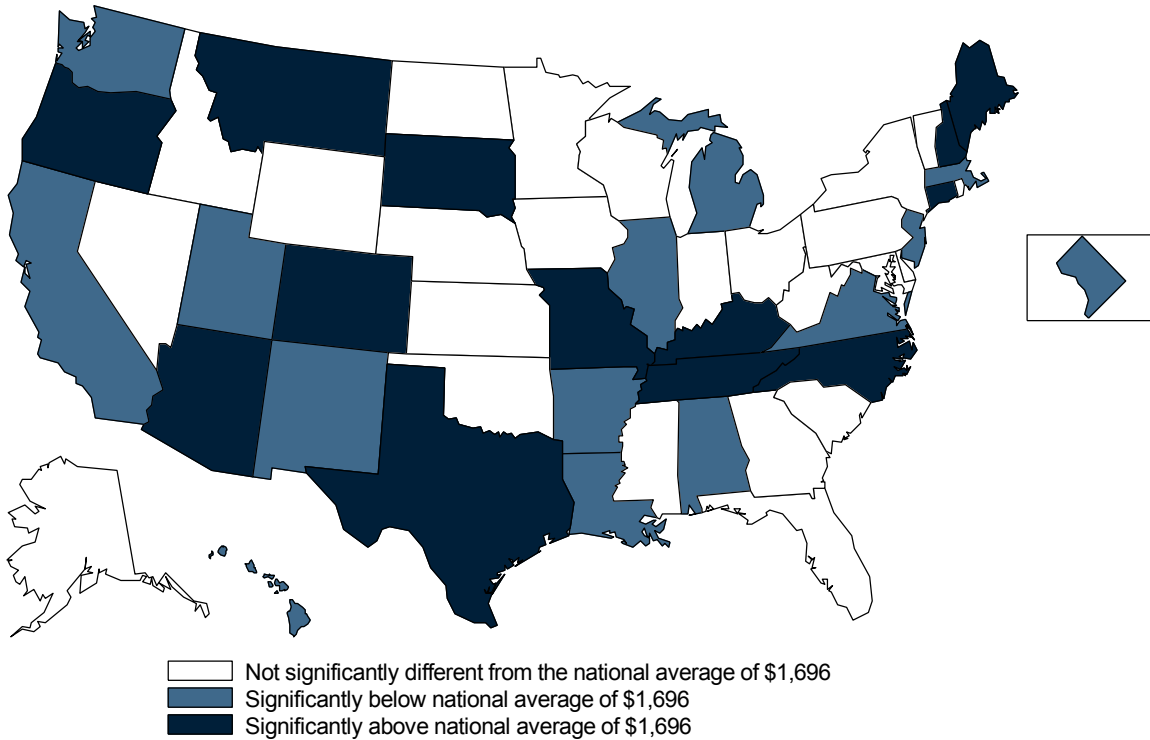 Not significantly different from the national average of $1,696
Significantly below national average of $1,696
Significantly above national average of $1,696